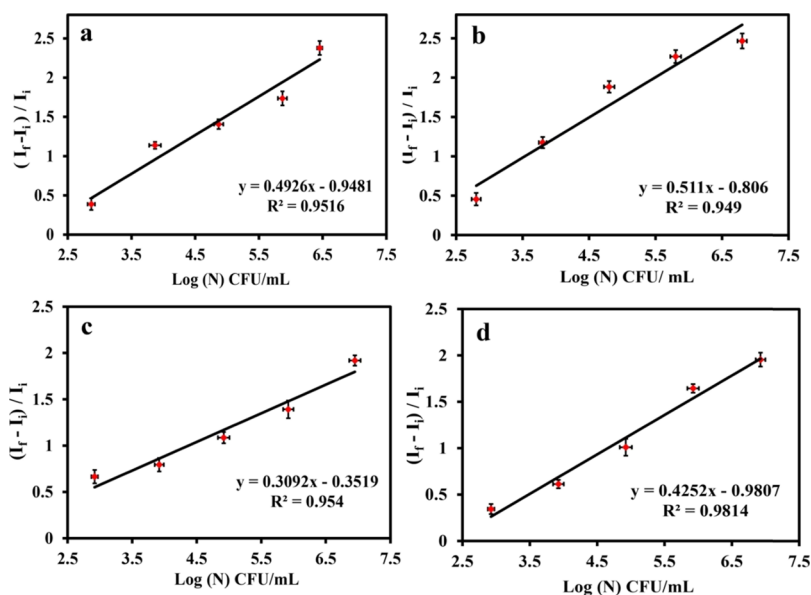 a
( I_f -I_i) / I_i
2.5
2
1.5
1
0.5
0
2.5 3.5 4.5 5.5 6.5 7.5
y = 0.4926x - 0.9481
R² = 0.9516
Log (N) CFU/mL
b
(I_f - I_i) / I_i
2.5
2
1.5
1
0.5
0
2.5 3.5 4.5 5.5 6.5 7.5
y = 0.511x - 0.806
R² = 0.949
Log (N) CFU/ mL
c
(I_f - I_i) / I_i
2.5
2
1.5
1
0.5
0
2.5 3.5 4.5 5.5 6.5 7.5
y = 0.3092x - 0.3519
R² = 0.954
Log (N) CFU/mL
d
(I_f - I_i) / I_i
2.5
2
1.5
1
0.5
0
2.5 3.5 4.5 5.5 6.5 7.5
y = 0.4252x - 0.9807
R² = 0.9814
Log (N) CFU/mL